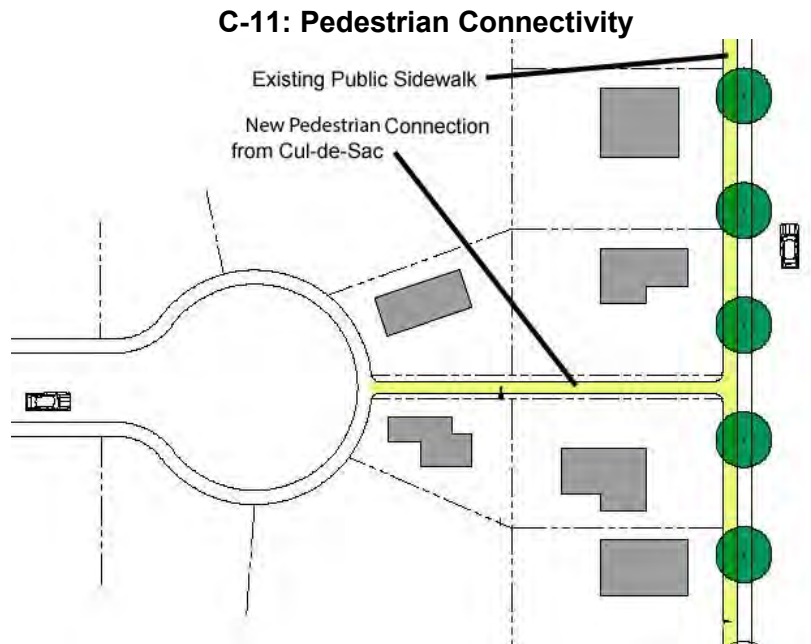 C-11: Pedestrian Connectivity
Existing Public Sidewalk
New Pedestrian Connection
from Cul-de-Sac